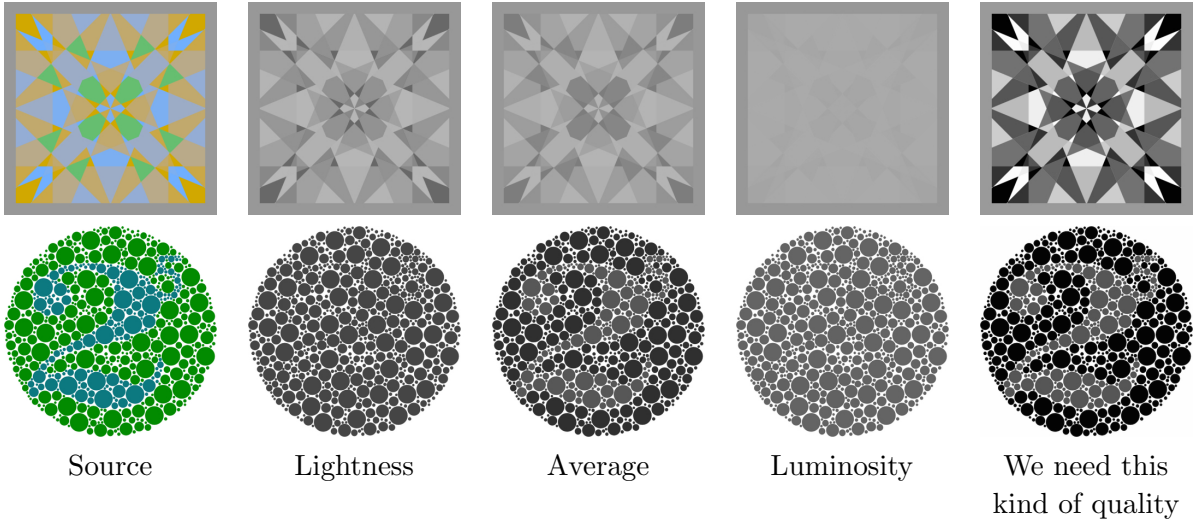 Source
Lightness
Average
Luminosity
We need this
kind of quality